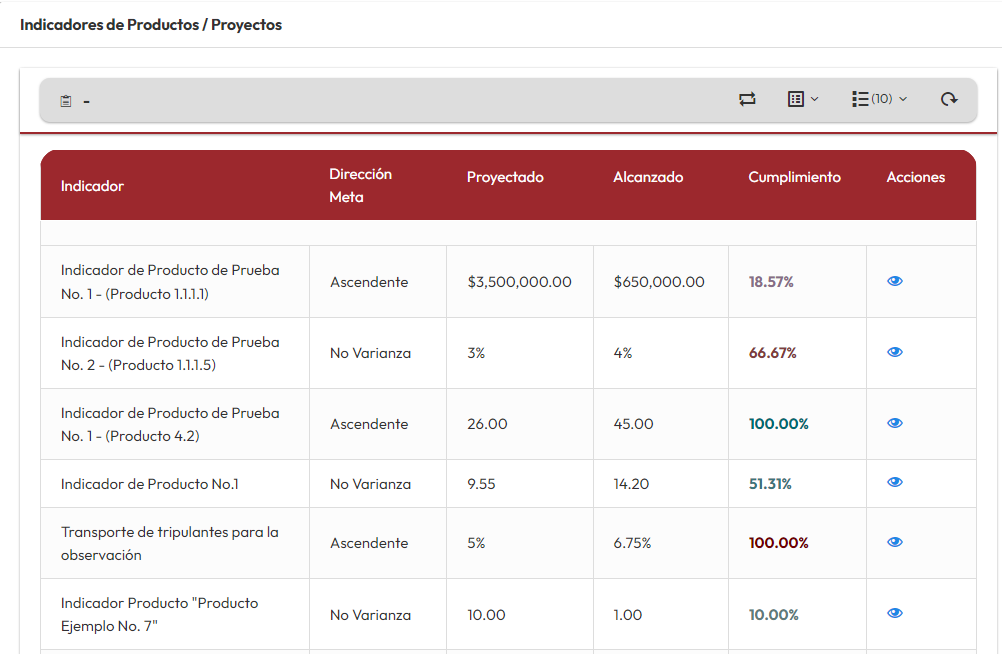 Indicadores de Productos / Proyectos
-
(10)
Indicador
Dirección
Meta
Proyectado
Alcanzado
Cumplimiento
Acciones
Indicador de Producto de Prueba
No. 1 - (Producto 1.1.1.1)
Ascendente
$3,500,000.00
$650,000.00
18.57%
Indicador de Producto de Prueba
No. 2 - (Producto 1.1.1.5)
No Varianza
3%
4%
66.67%
Indicador de Producto de Prueba
No. 1 - (Producto 4.2)
Ascendente
26.00
45.00
100.00%
Indicador de Producto No.1
No Varianza
9.55
14.20
51.31%
Transporte de tripulantes para la
observación
Ascendente
5%
6.75%
100.00%
Indicador Producto "Producto
Ejemplo No. 7"
No Varianza
10.00
1.00
10.00%